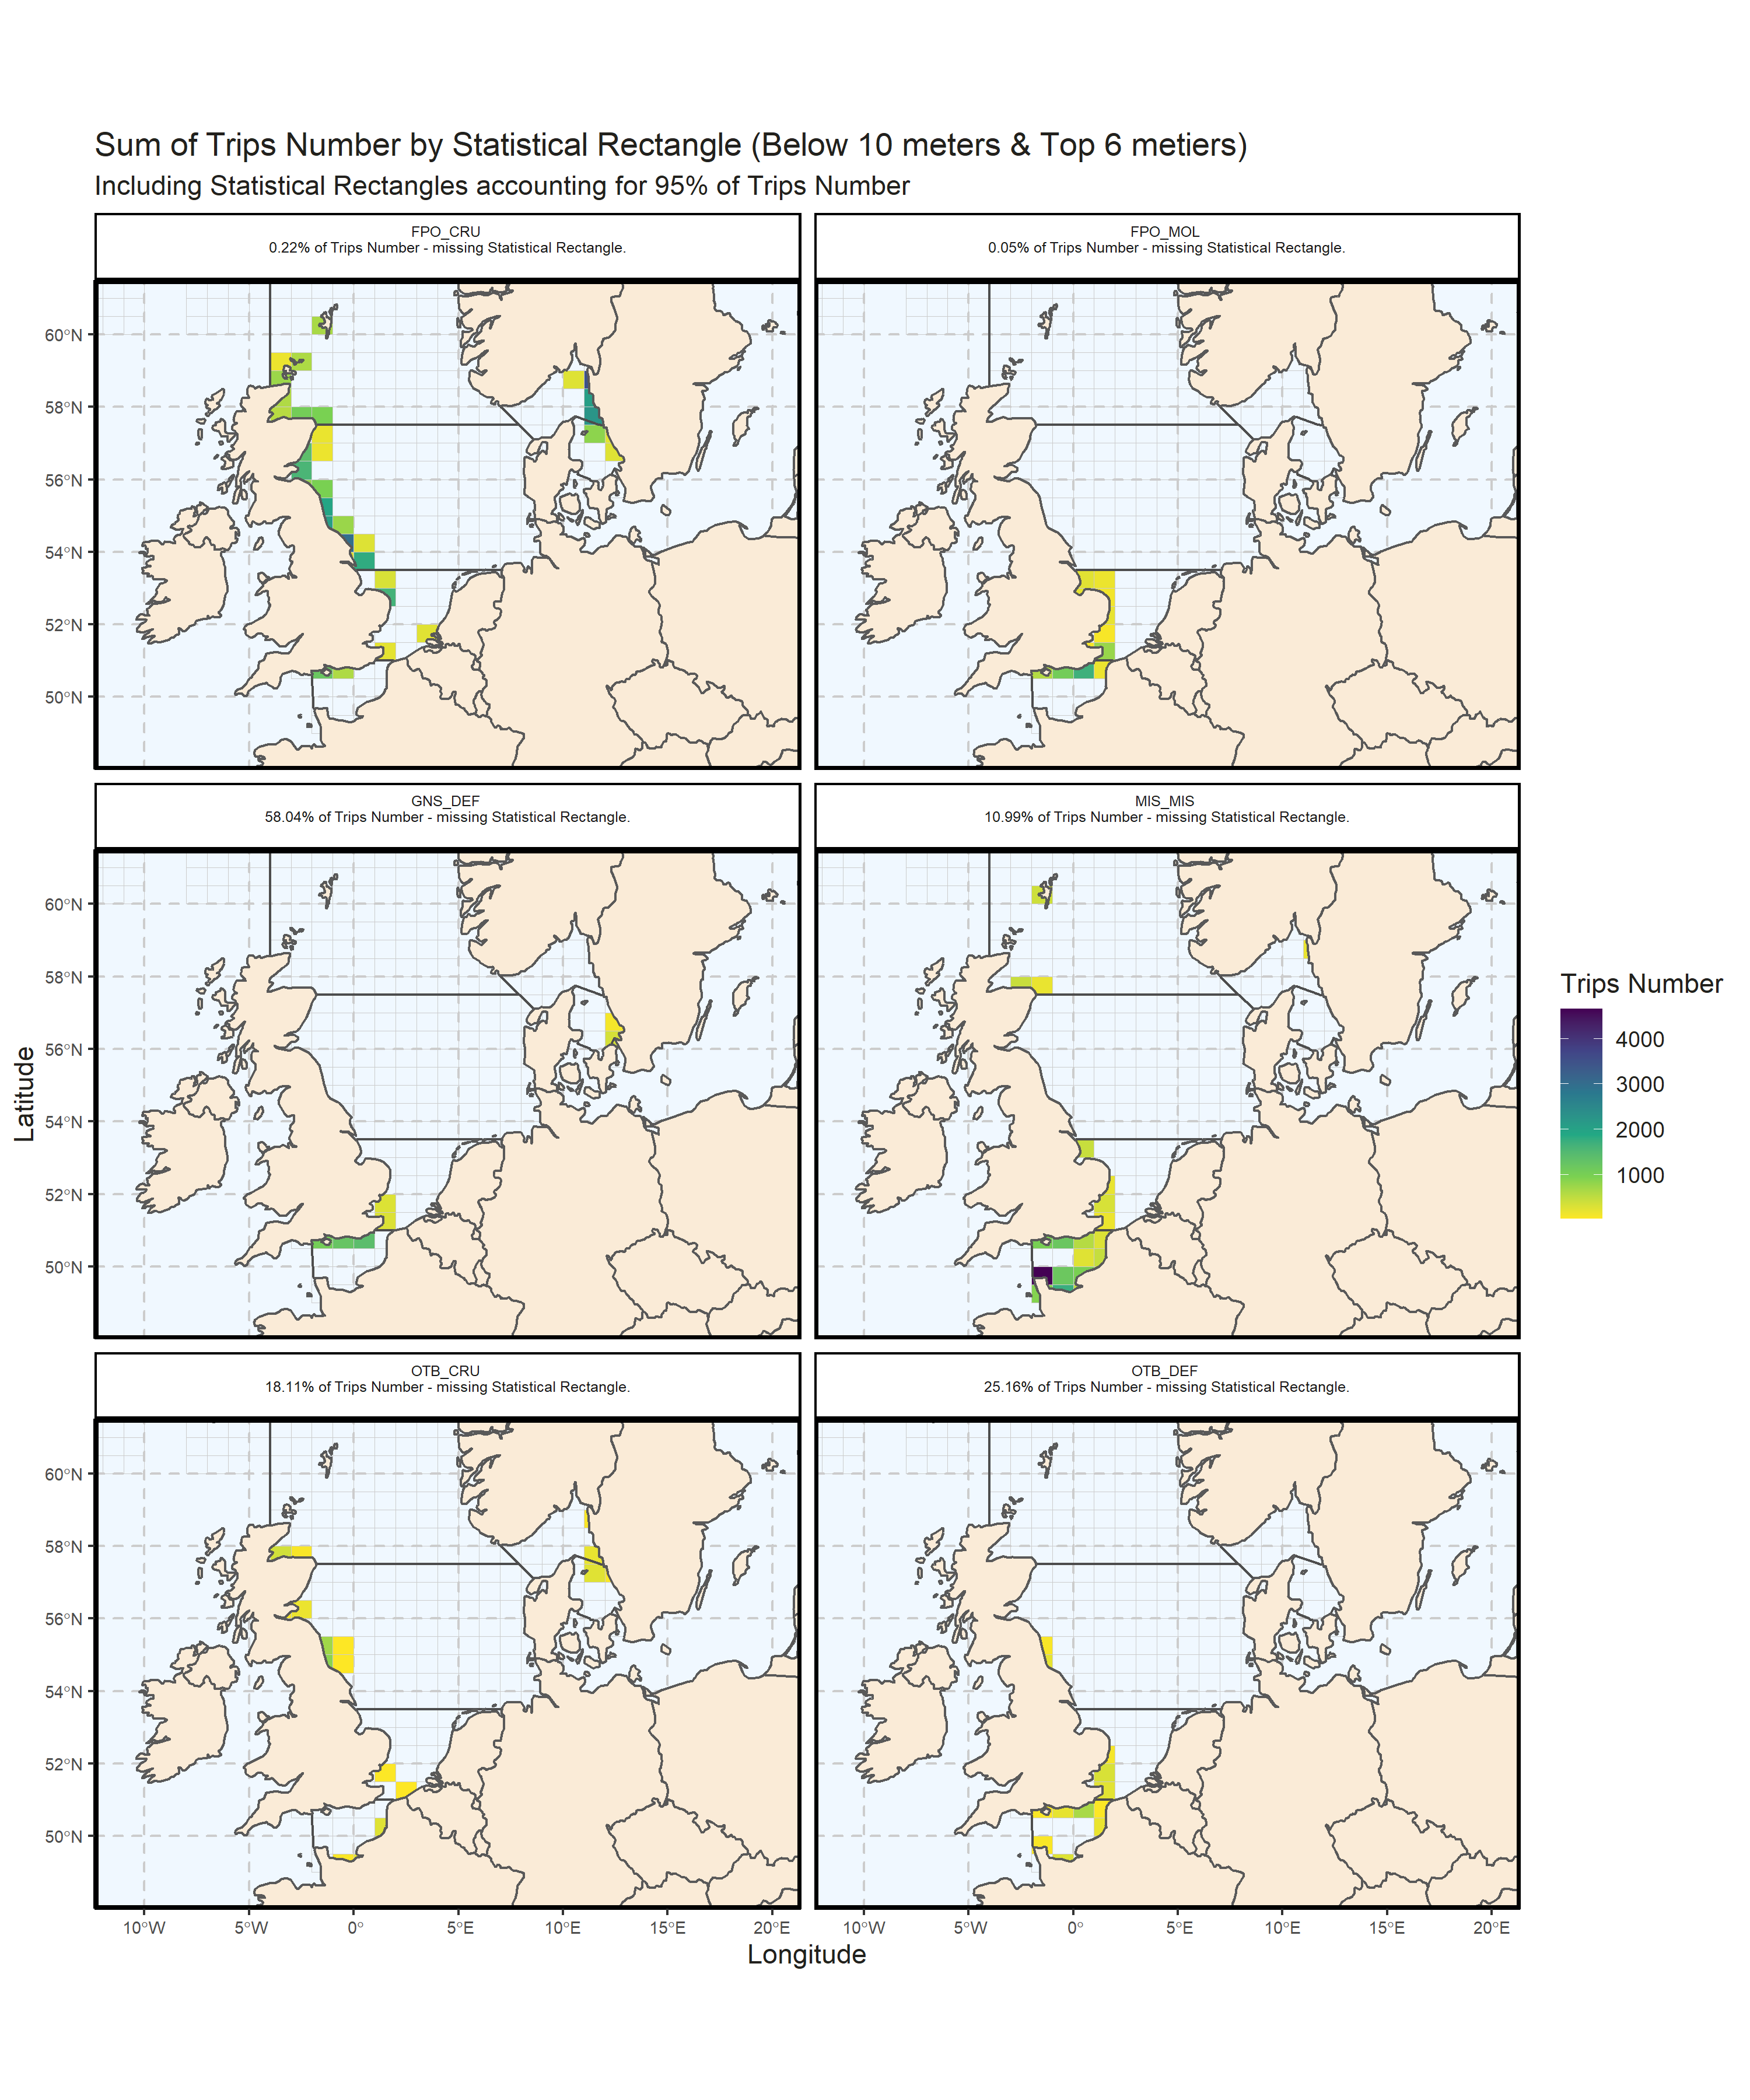 Sum of Trips Number by Statistical Rectangle (Below 10 meters & Top 6 metiers)
Including Statistical Rectangles accounting for 95% of Trips Number
FPO_CRU
0.22% of Trips Number - missing Statistical Rectangle.
FPO_MOL
0.05% of Trips Number - missing Statistical Rectangle.
60°N
58°N
56°N
54°N
52°N
50°N
GNS_DEF
58.04% of Trips Number - missing Statistical Rectangle.
MIS_MIS
10.99% of Trips Number - missing Statistical Rectangle.
60°N
58°N
56°N
54°N
52°N
50°N
Latitude
Trips Number
4000
3000
2000
1000
OTB_CRU
18.11% of Trips Number - missing Statistical Rectangle.
OTB_DEF
25.16% of Trips Number - missing Statistical Rectangle.
60°N
58°N
56°N
54°N
52°N
50°N
10°W
5°W
0°
5°E
10°E
15°E
20°E
10°W
5°W
0°
5°E
10°E
15°E
20°E
Longitude